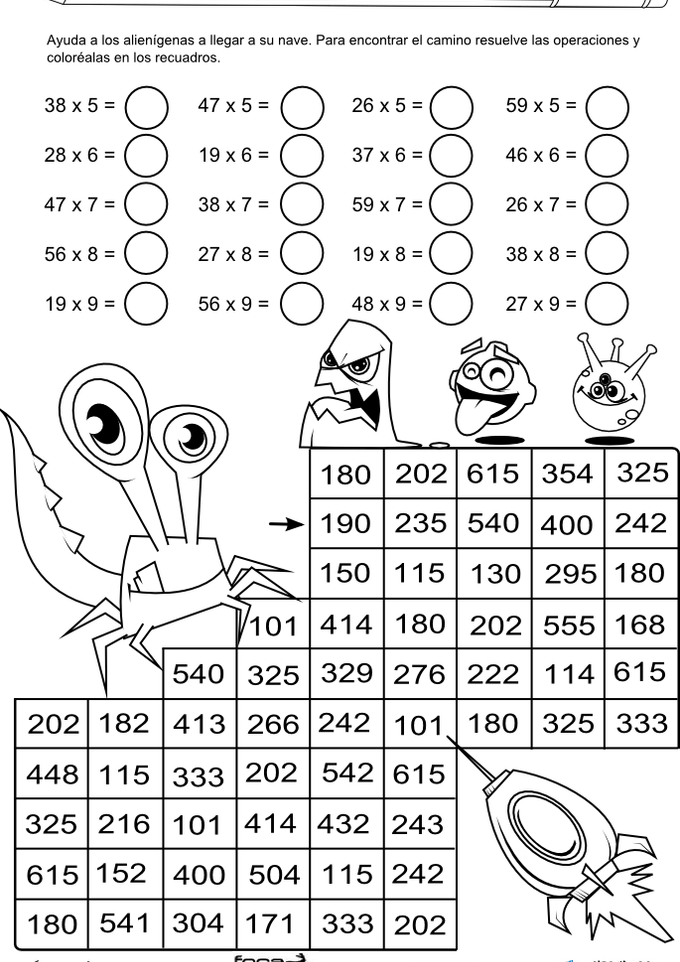 Ayuda a los alienígenas a llegar a su nave. Para encontrar el camino resuelve las operaciones y
coloréalas en los recuadros.
38 x 5 = 47 x 5 = 26 x 5 = 59 x 5 =
28 x 6 = 19 x 6 = 37 x 6 = 46 x 6 =
47 x 7 = 38 x 7 = 59 x 7 = 26 x 7 =
56 x 8 = 27 x 8 = 19 x 8 = 38 x 8 =
19 x 9 = 56 x 9 = 48 x 9 = 27 x 9 =
180 202 615 354 325
190 235 540 400 242
150 115 130 295 180
101 414 180 202 555 168
540 325 329 276 222 114 615
202 182 413 266 242 101 180 325 333
448 115 333 202 542 615
325 216 101 414 432 243
615 152 400 504 115 242
180 541 304 171 333 202